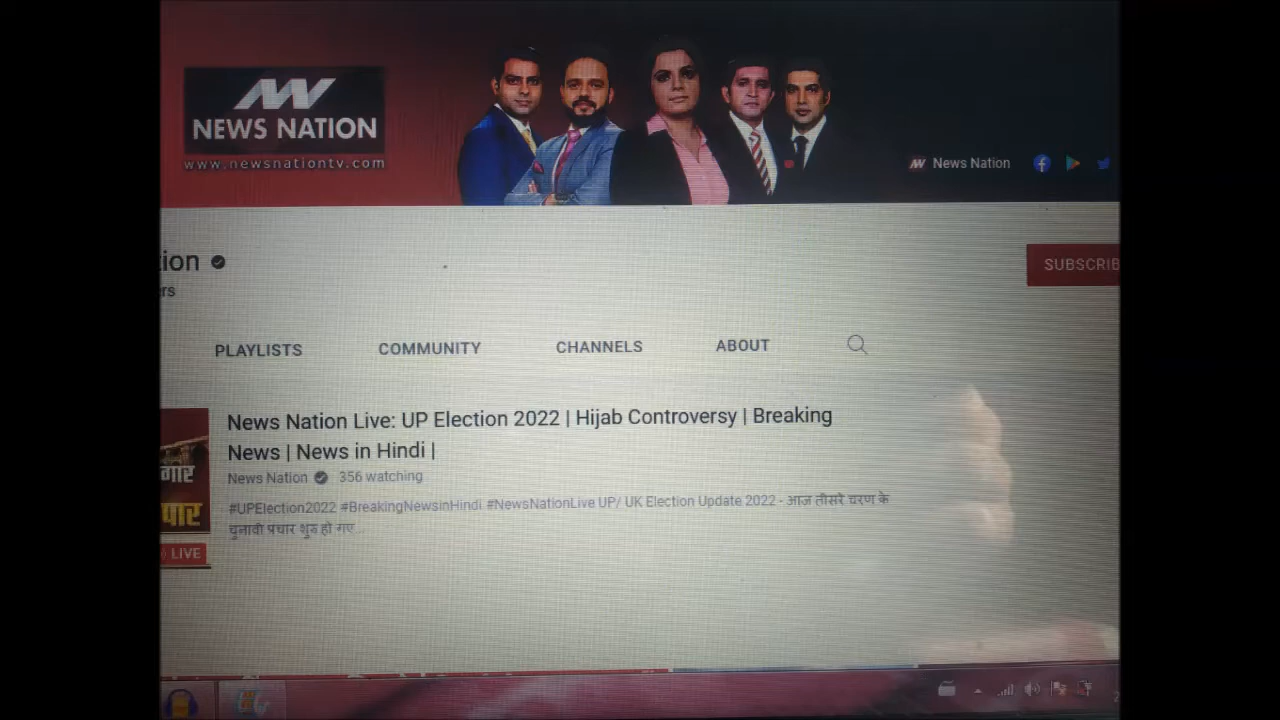 NEWS NATION
www.newsnationtv.com
News Nation
tion
ers
SUBSCRIB
PLAYLISTS COMMUNITY CHANNELS ABOUT
News Nation Live: UP Election 2022 | Hijab Controversy | Breaking
News | News in Hindi |
News Nation 356 watching
#UPElection2022 #BreakingNewsinHindi #NewsNationLive UP/ UK Election Update 2022 - आज तीसरे चरण के
चुनावी प्रचार शुरु हो गए...
गार
पार
LIVE